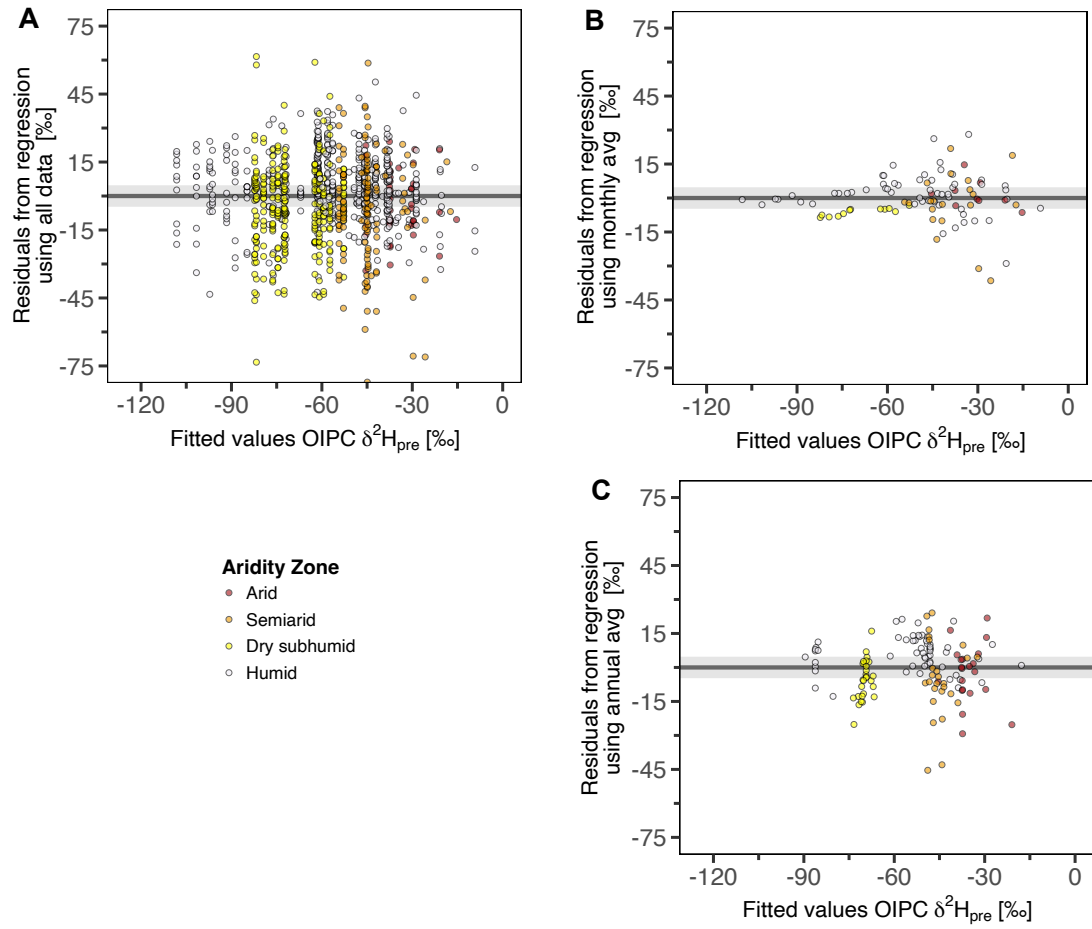 A
75
45
15
-15
-45
-75
Residuals from regression
using all data [‰]
-120
-90
-60
-30
0
Fitted values OIPC δ²H_pre [‰]
B
75
45
15
-15
-45
-75
Residuals from regression
using monthly avg [‰]
-120
-90
-60
-30
0
Fitted values OIPC δ²H_pre [‰]
Aridity Zone
Arid
Semiarid
Dry subhumid
Humid
C
75
45
15
-15
-45
-75
Residuals from regression
using annual avg [‰]
-120
-90
-60
-30
0
Fitted values OIPC δ²H_pre [‰]